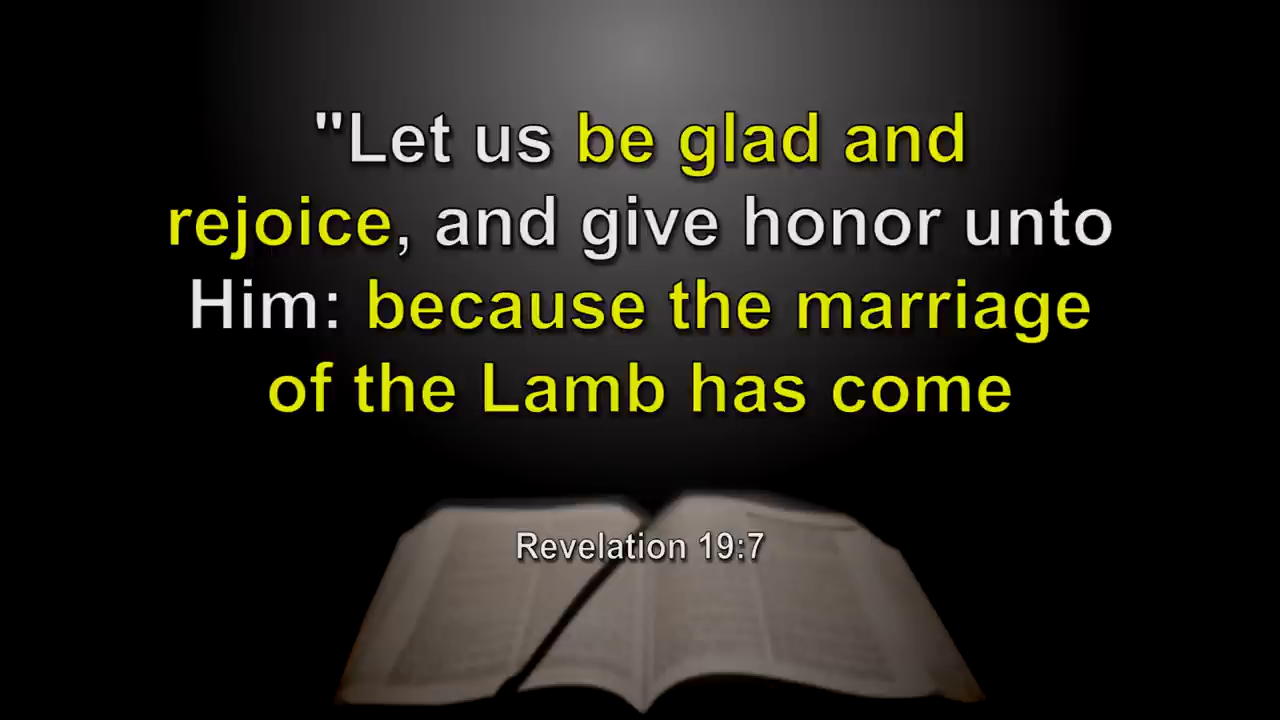 "Let us be glad and
rejoice, and give honor unto
Him: because the marriage
of the Lamb has come
Revelation 19:7